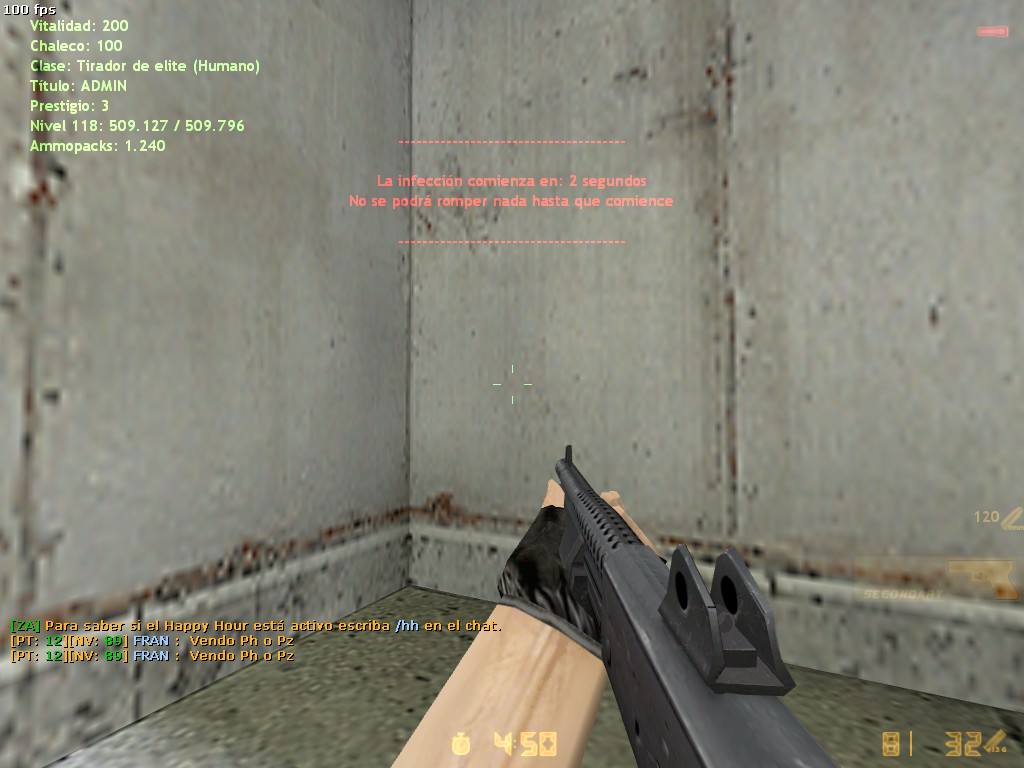 100 fps
Vitalidad: 200
Chaleco: 100
Clase: Tirador de elite (Humano)
Título: ADMIN
Prestigio: 3
Nivel 118: 509.127 / 509.796
Ammopacks: 1.240
------------------------------------
La infección comienza en: 2 segundos
No se podrá romper nada hasta que comience
------------------------------------
120
SECONDARY
[ZA] Para saber si el Happy Hour está activo escriba /hh en el chat.
[PT: 12][NV: 89] FRAN : Vendo Ph o Pz
[PT: 12][NV: 89] FRAN : Vendo Ph o Pz
4:50
8 | 32